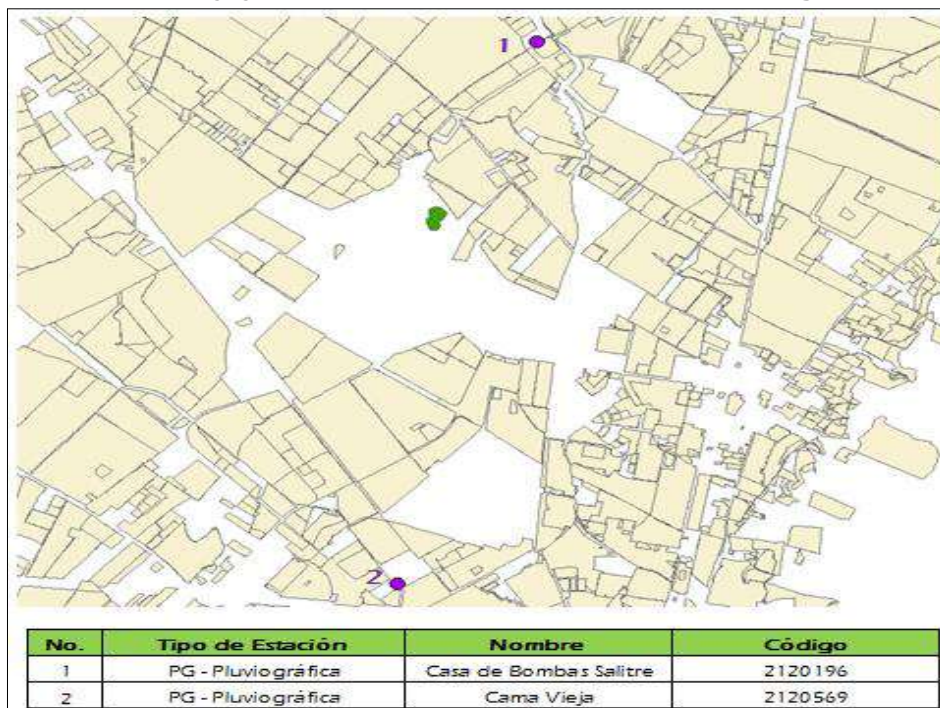 1
2
No. Tipo de Estación Nombre Código
1 PG - Pluviográfica Casa de Bombas Salitre 2120196
2 PG - Pluviográfica Cama Vieja 2120569